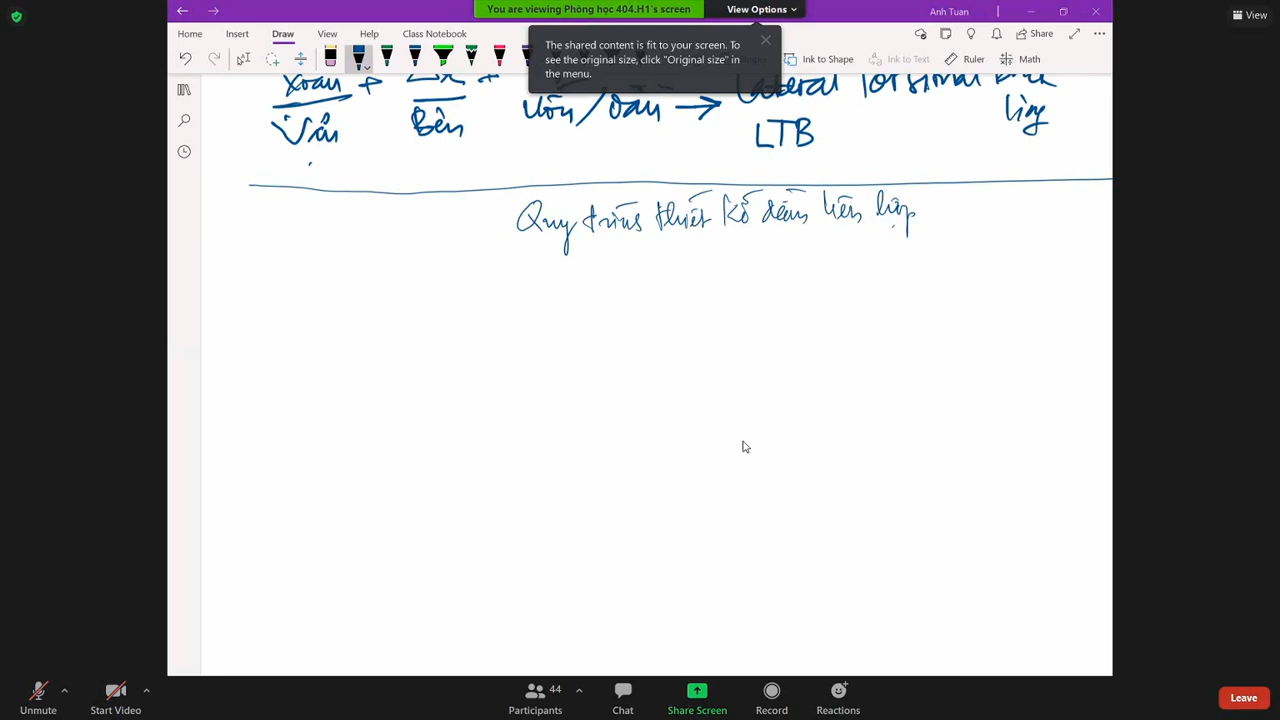 You are viewing Phòng học 404.H1's screen
View Options
Anh Tuan
View
Home Insert Draw View Help Class Notebook
Share
The shared content is fit to your screen. To
see the original size, click "Original size" in
the menu.
Ink to Shape
Ink to Text
Ruler
Math
Xoắn +
Vẩn
Bên
uốn/oằn → Lateral Torsional
LTB
Quy trình thiết kế dầm liên hợp
Unmute
Start Video
44
Participants
Chat
Share Screen
Record
Reactions
Leave